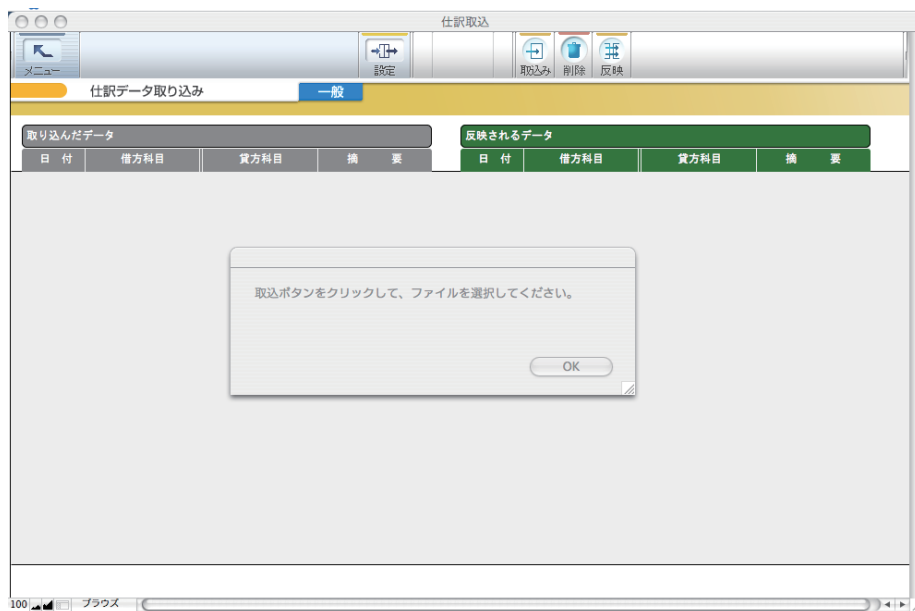 仕訳取込
メニュー
設定
取込み 削除 反映
仕訳データ取り込み 一般
取り込んだデータ 反映されるデータ
日 付 借方科目 貸方科目 摘 要 日 付 借方科目 貸方科目 摘 要
取込ボタンをクリックして、ファイルを選択してください。
OK
100 ブラウズ